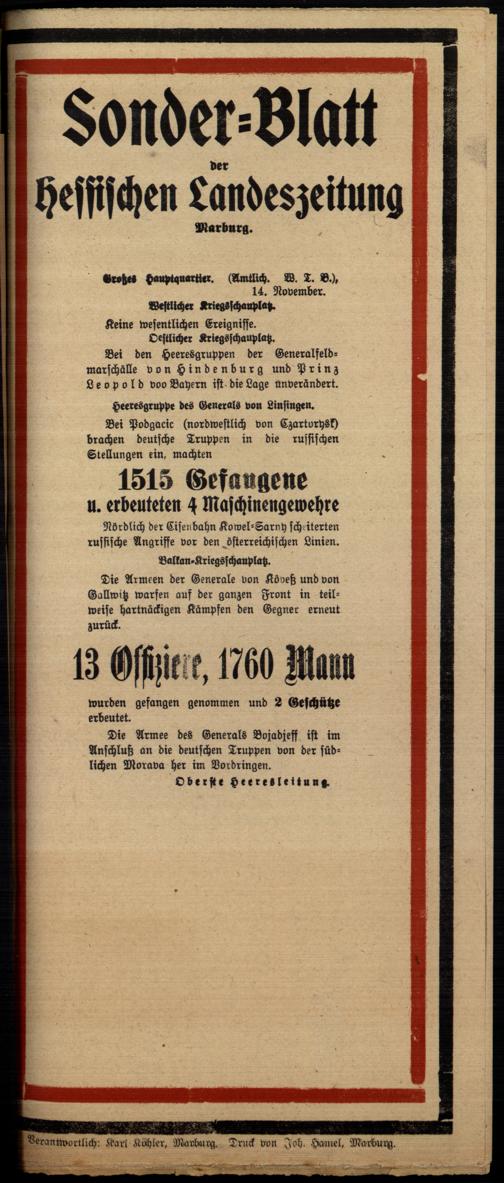 Sonder=Blatt
der
Hessischen Landeszeitung
Marburg.
Großes Hauptquartier. (Amtlich. W. T. B.),
14. November.
Westlicher Kriegsschauplatz.
Keine wesentlichen Ereignisse.
Oestlicher Kriegsschauplatz.
Bei den Heeresgruppen der Generalfeld=
marschälle von Hindenburg und Prinz
Leopold voo Bayern ist die Lage unverändert.
Heeresgruppe des Generals von Linsingen.
Bei Podgacic (nordwestlich von Czartorysk)
brachen deutsche Truppen in die russischen
Stellungen ein, machten
1515 Gefangene
u. erbeuteten 4 Maschinengewehre
Nördlich der Eisenbahn Kowel=Sarny scheiterten
russische Angriffe vor den österreichischen Linien.
Balkan=Kriegsschauplatz.
Die Armeen der Generale von Köveß und von
Gallwitz warfen auf der ganzen Front in teil=
weise hartnäckigen Kämpfen den Gegner erneut
zurück.
13 Offiziere, 1760 Mann
wurden gefangen genommen und 2 Geschütze
erbeutet.
Die Armee des Generals Bojadjeff ist im
Anschluß an die deutschen Truppen von der süd=
lichen Morava her im Vordringen.
Oberste Heeresleitung.
Verantwortlich: Karl Köhler, Marburg. Druck von Joh. Hamel, Marburg.